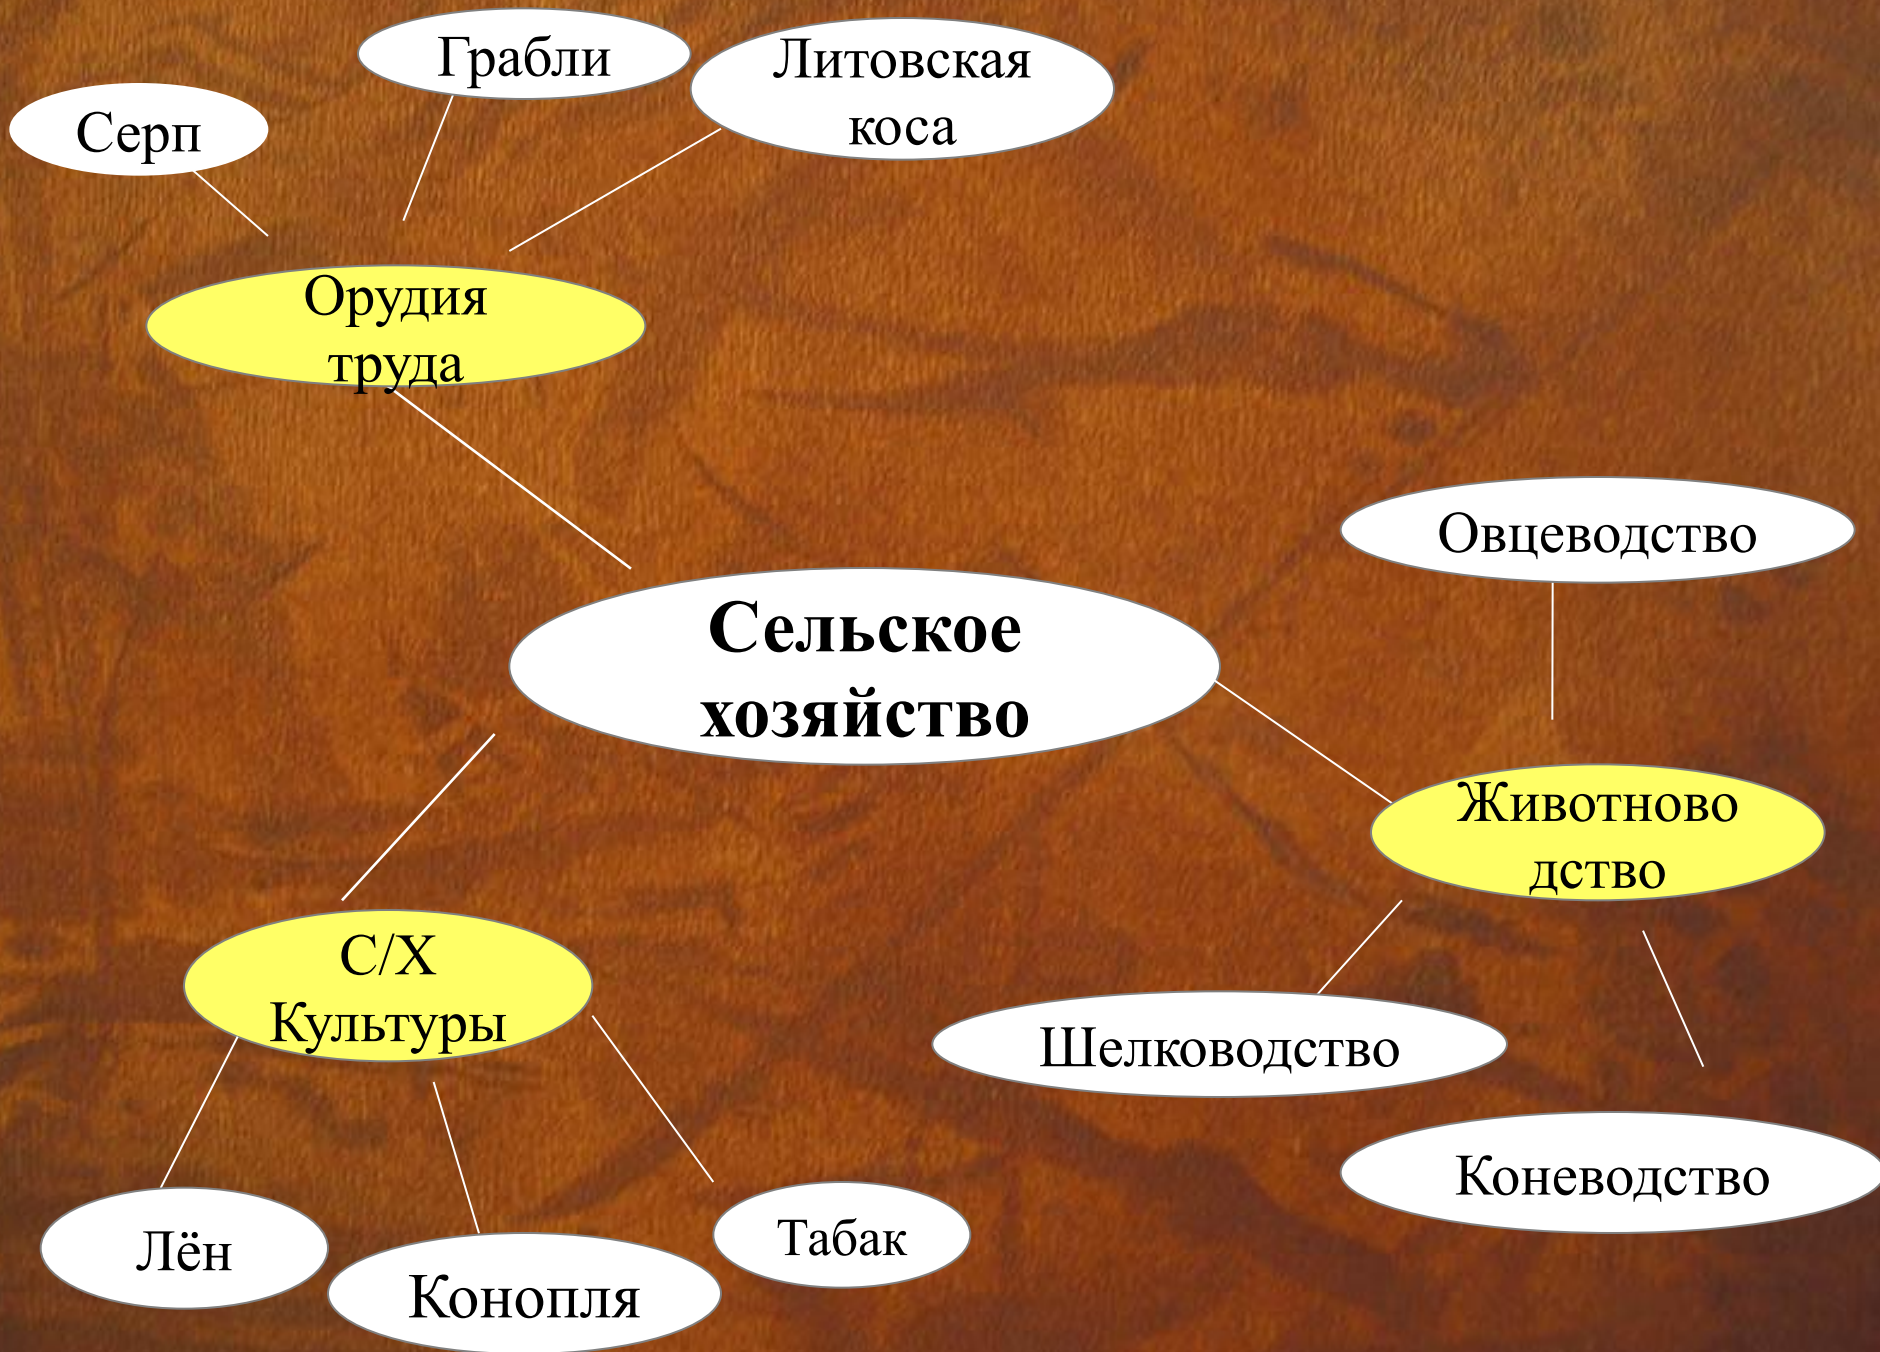 Грабли
Литовская
коса
Серп
Орудия
труда
Овцеводство
Сельское
хозяйство
Животново
дство
С/Х
Культуры
Шелководство
Коневодство
Лён
Конопля
Табак